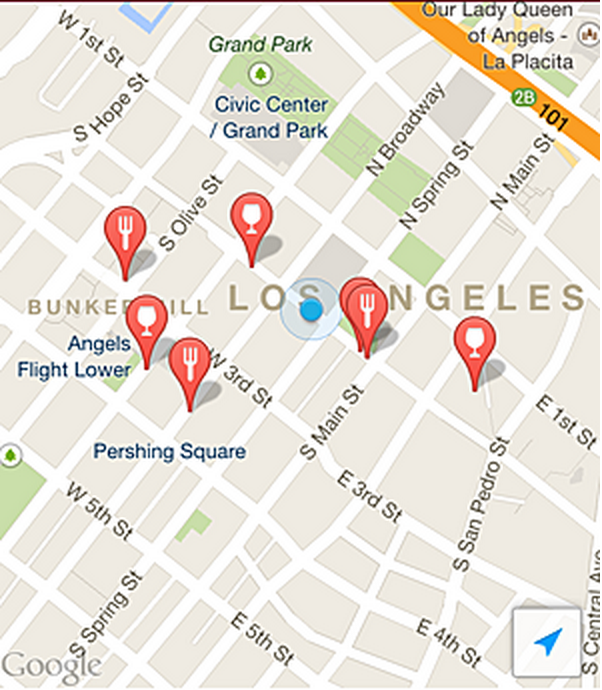 Our Lady Queen
of Angels -
La Placita
W 1st St
Grand Park
S Hope St
Civic Center
/ Grand Park
2B
101
N Broadway
N Spring St
N Main St
S Olive St
BUNKER HILL
LOS ANGELES
Angels
Flight Lower
W 3rd St
S Main St
E 1st St
Pershing Square
E 3rd St
W 5th St
S San Pedro St
S Spring St
E 5th St
E 4th St
S Central Ave
Google